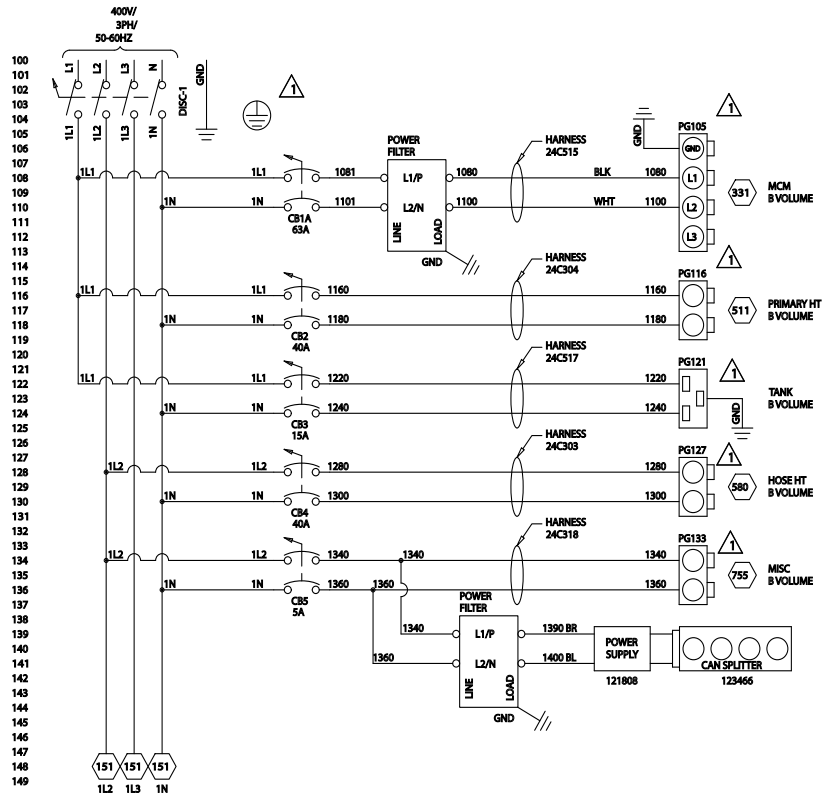 400V/
3PH/
50-60HZ
100
101
102
103
104
105
106
107
108
109
110
111
112
113
114
115
116
117
118
119
120
121
122
123
124
125
126
127
128
129
130
131
132
133
134
135
136
137
138
139
140
141
142
143
144
145
146
147
148
149
L1
L2
L3
N
GND
DISC-1
1L1
1L2
1L3
1N
1
1L1
1L1
1081
1N
1N
1101
CB1A
63A
POWER
FILTER
L1/P
L2/N
LINE
LOAD
GND
1080
1100
HARNESS
24C515
BLK
WHT
1080
1100
GND
PG105
GND
L1
L2
L3
1
331
MCM
B VOLUME
1L1
1L1
1160
1N
1N
1180
CB2
40A
HARNESS
24C304
1160
1180
PG116
1
511
PRIMARY HT
B VOLUME
1L1
1L1
1220
1N
1N
1240
CB3
15A
HARNESS
24C517
1220
1240
PG121
1
GND
TANK
B VOLUME
1L2
1L2
1280
1N
1N
1300
CB4
40A
HARNESS
24C303
1280
1300
PG127
1
580
HOSE HT
B VOLUME
1L2
1L2
1340
1340
1N
1N
1360
1360
CB5
5A
HARNESS
24C318
1340
1360
PG133
1
755
MISC
B VOLUME
POWER
FILTER
1340
1360
L1/P
L2/N
LINE
LOAD
GND
1390 BR
1400 BL
POWER
SUPPLY
121808
CAN SPLITTER
123466
151
151
151
1L2
1L3
1N